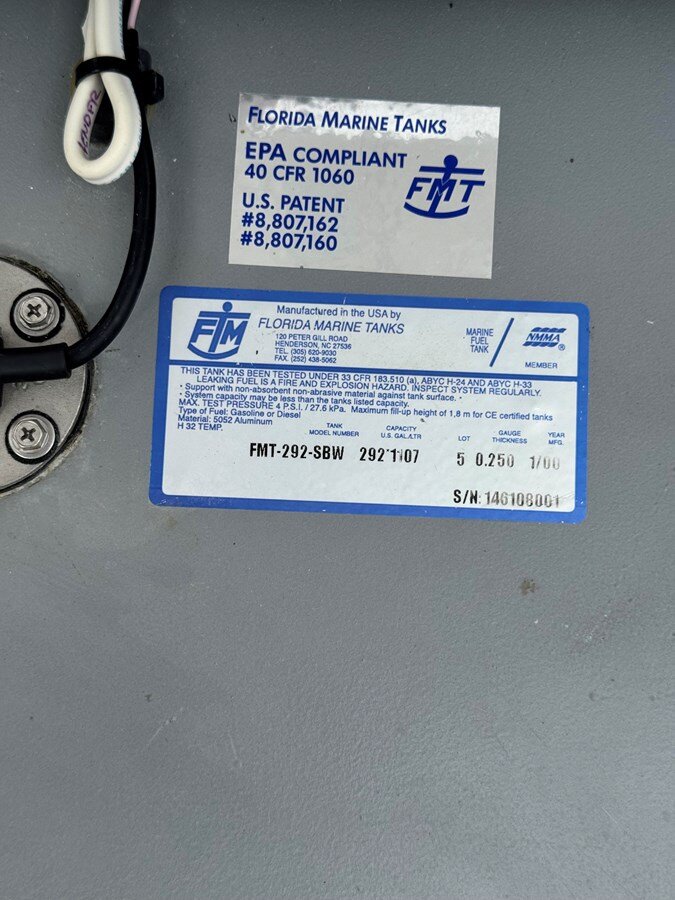 FLORIDA MARINE TANKS
EPA COMPLIANT
40 CFR 1060
FMT
U.S. PATENT
#8,807,162
#8,807,160
FTM
Manufactured in the USA by
FLORIDA MARINE TANKS
120 PETER GILL ROAD
HENDERSON, NC 27536
TEL. (305) 620-9030
FAX. (252) 438-5062
MARINE
FUEL
TANK
NMMA®
MEMBER
THIS TANK HAS BEEN TESTED UNDER 33 CFR 183.510 (a), ABYC H-24 AND ABYC H-33
LEAKING FUEL IS A FIRE AND EXPLOSION HAZARD. INSPECT SYSTEM REGULARLY.
· Support with non-absorbent non-abrasive material against tank surface. ·
· System capacity may be less than the tanks listed capacity.
MAX. TEST PRESSURE 4 P.S.I. / 27.6 kPa. Maximum fill-up height of 1,8 m for CE certified tanks
Type of Fuel: Gasoline or Diesel
Material: 5052 Aluminum
H 32 TEMP.
TANK
MODEL NUMBER
CAPACITY
U.S. GAL/LTR
LOT
GAUGE
THICKNESS
YEAR
MFG.
FMT-292-SBW 292 1107 5 0.250 1/00
S/N: 146108001